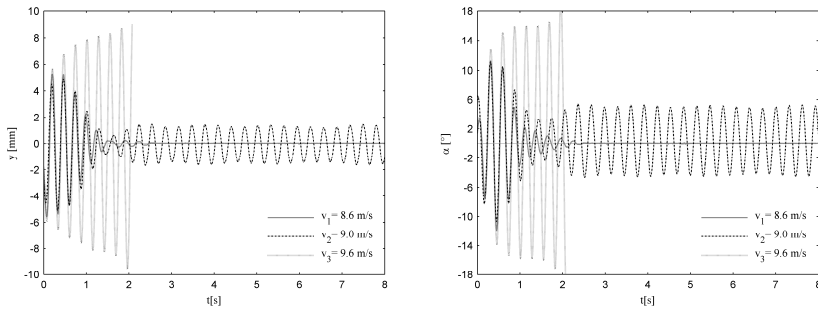 10
8
6
4
2
0
-2
-4
-6
-8
-10
y [mm]
0 1 2 3 4 5 6 7 8
t[s]
v1= 8.6 m/s
v2= 9.0 m/s
v3= 9.6 m/s
18
14
10
6
2
-2
-6
-10
-14
-18
α [°]
0 1 2 3 4 5 6 7 8
t[s]
v1= 8.6 m/s
v2= 9.0 m/s
v3= 9.6 m/s